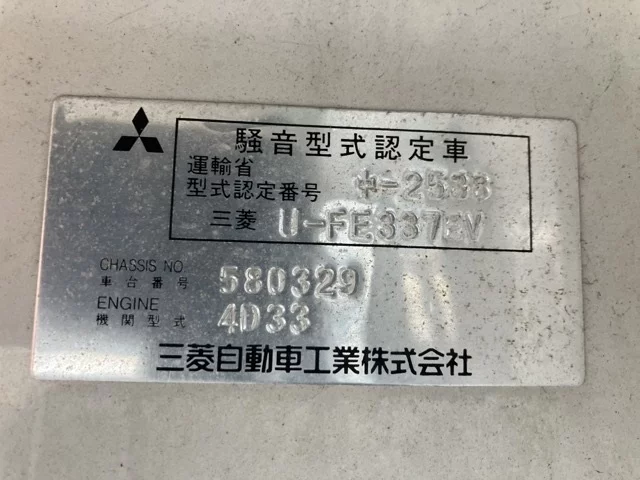 騒音型式認定車
運輸省
型式認定番号 中-2533
三菱 U-FE337EV
CHASSIS NO.
車台番号 580329
ENGINE
機関型式 4D33
三菱自動車工業株式会社